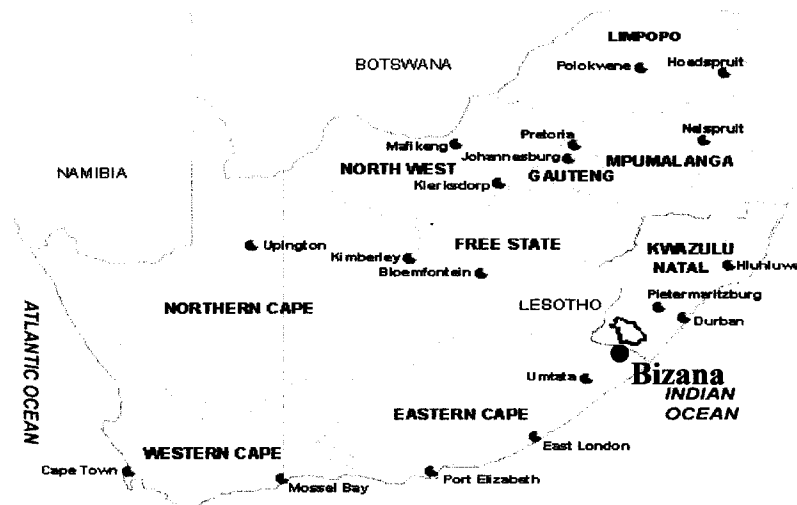 LIMPOPO
BOTSWANA
Polokwane
Hoedspruit
Mafikeng
Pretoria
Nelspruit
Johannesburg
NORTH WEST
MPUMALANGA
NAMIBIA
GAUTENG
Klerksdorp
Upington
FREE STATE
KWAZULU
NATAL
Kimberley
Hluhluwe
Bloemfontein
NORTHERN CAPE
LESOTHO
Pietermaritzburg
Durban
ATLANTIC OCEAN
Umtata
Bizana
INDIAN
OCEAN
EASTERN CAPE
East London
WESTERN CAPE
Cape Town
Mossel Bay
Port Elizabeth